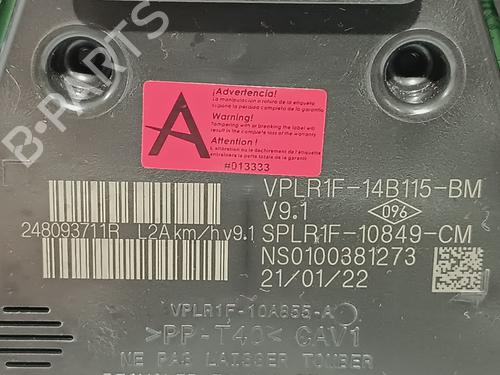 B-PARTS
¡Advertencia!
La manipulación o rotura de la etiqueta
supone la pérdida completa de la garantía
Warning!
Tampering with or breaking the label will
result in the complete loss of the warranty
Attention !
L'altération ou le déchirement de l'étiquette
entraînera la perte totale de la garantie
#013333
A
VPLR1F-14B115-BM
V9.1
096
248093711R L2A km/h v9.1
SPLR1F-10849-CM
NS0100381273
21/01/22
VPLR1F-10A855-A
>PP-T40< CAV1
NE PAS LAISSER TOMBER